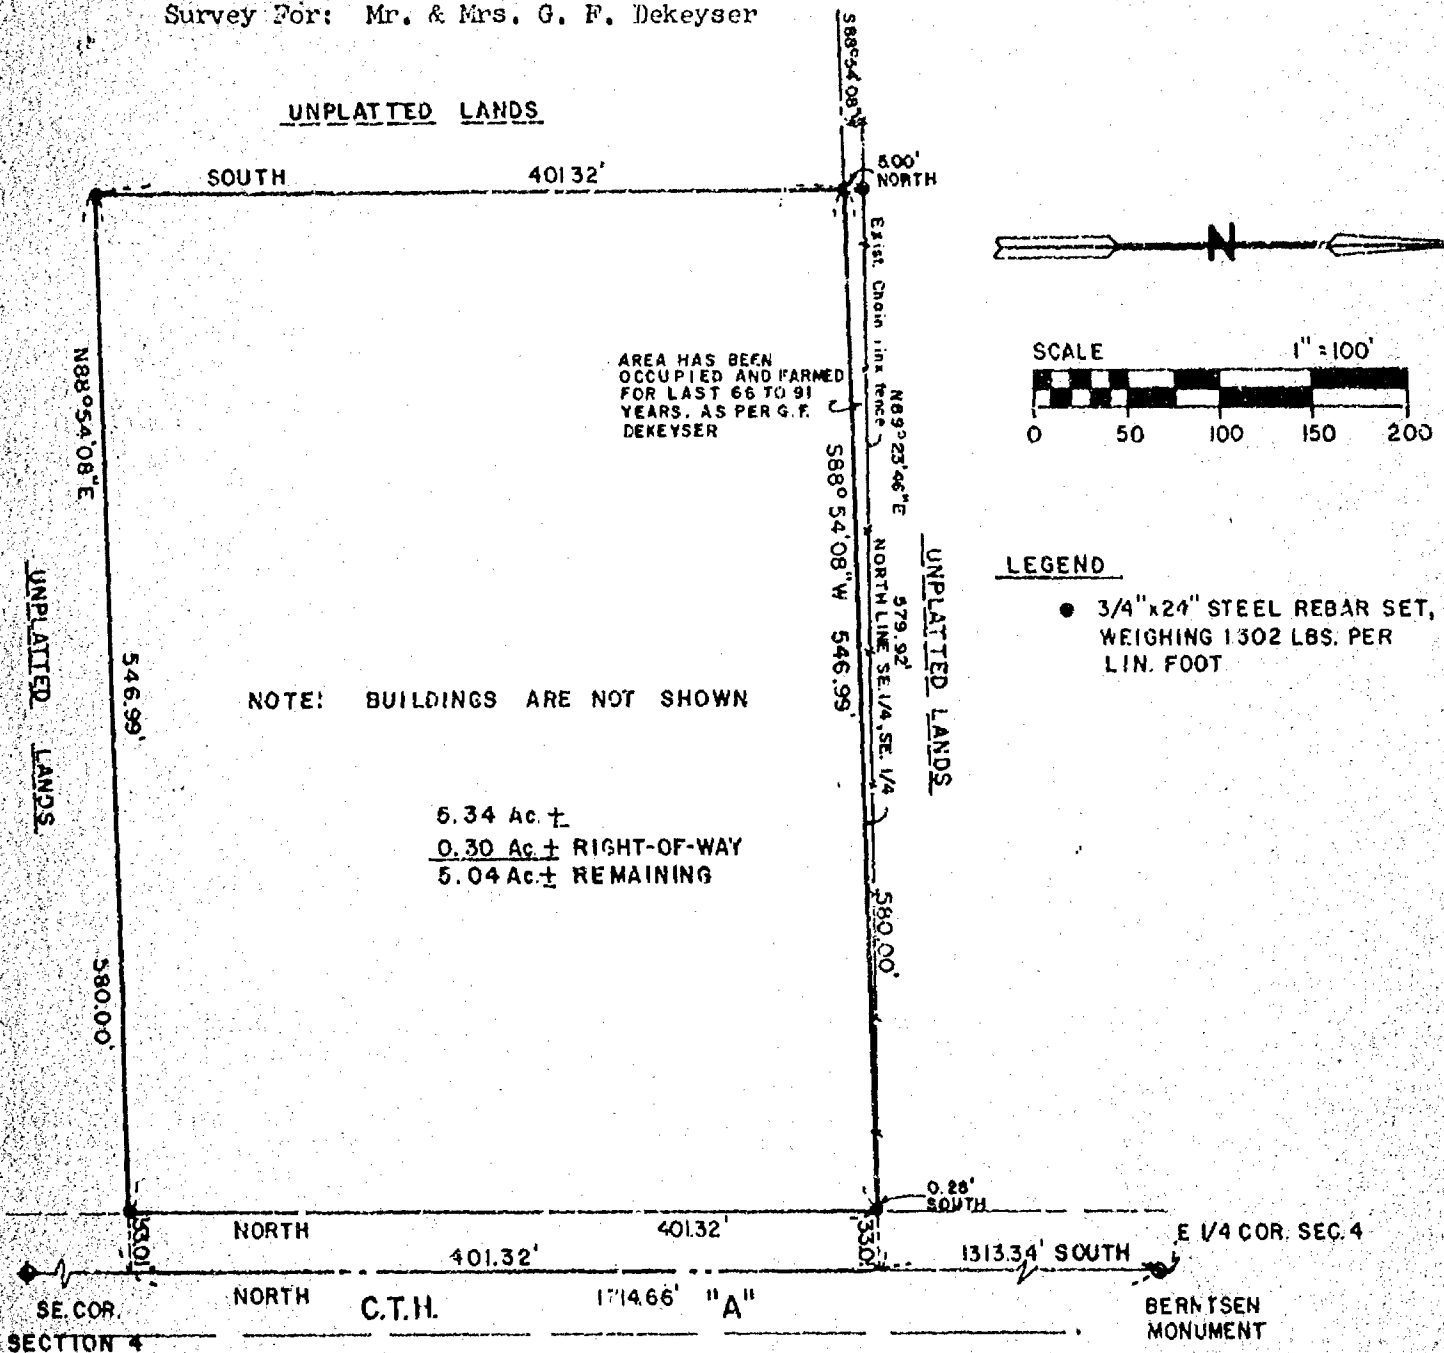 Survey For: Mr. & Mrs. G. F. Dekeyser
S88°54'08"W
UNPLATTED LANDS
SOUTH 401.32'
5.00'
NORTH
Exist. Chain link fence
N
SCALE 1"=100'
0 50 100 150 200
AREA HAS BEEN
OCCUPIED AND FARMED
FOR LAST 66 TO 91
YEARS. AS PER G.F.
DEKEYSER
N88°54'08"E
546.99'
580.00'
UNPLATTED LANDS
S88°54'08"W 546.99'
N89°23'46"E 579.92'
NORTH LINE SE.1/4, SE. 1/4
580.00'
UNPLATTED LANDS
LEGEND
3/4"x24" STEEL REBAR SET,
WEIGHING 1.302 LBS. PER
LIN. FOOT
NOTE: BUILDINGS ARE NOT SHOWN
5.34 Ac. ±
0.30 Ac. ± RIGHT-OF-WAY
5.04 Ac. ± REMAINING
0.28'
SOUTH
33.01'
NORTH 401.32'
33.01'
E 1/4 COR. SEC. 4
401.32'
1313.34' SOUTH
SE. COR.
SECTION 4
NORTH C.T.H. 1714.66' "A"
BERNTSEN
MONUMENT